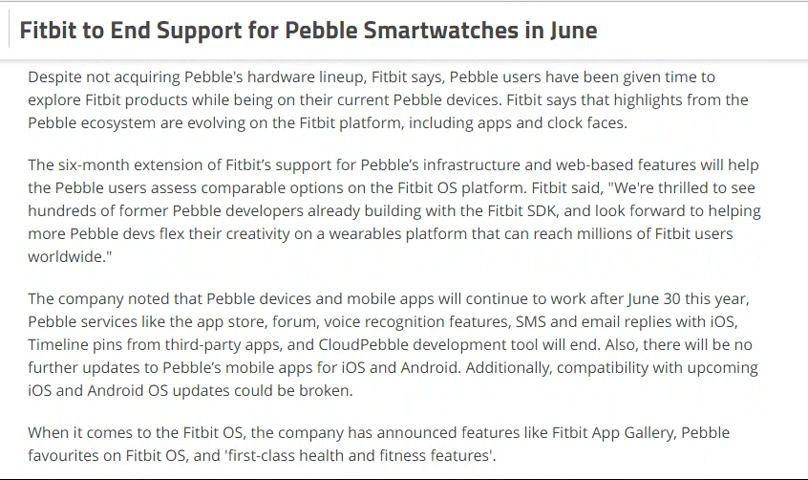 Fitbit to End Support for Pebble Smartwatches in June
Despite not acquiring Pebble's hardware lineup, Fitbit says, Pebble users have been given time to
explore Fitbit products while being on their current Pebble devices. Fitbit says that highlights from the
Pebble ecosystem are evolving on the Fitbit platform, including apps and clock faces.
The six-month extension of Fitbit’s support for Pebble’s infrastructure and web-based features will help
the Pebble users assess comparable options on the Fitbit OS platform. Fitbit said, "We're thrilled to see
hundreds of former Pebble developers already building with the Fitbit SDK, and look forward to helping
more Pebble devs flex their creativity on a wearables platform that can reach millions of Fitbit users
worldwide."
The company noted that Pebble devices and mobile apps will continue to work after June 30 this year,
Pebble services like the app store, forum, voice recognition features, SMS and email replies with iOS,
Timeline pins from third-party apps, and CloudPebble development tool will end. Also, there will be no
further updates to Pebble’s mobile apps for iOS and Android. Additionally, compatibility with upcoming
iOS and Android OS updates could be broken.
When it comes to the Fitbit OS, the company has announced features like Fitbit App Gallery, Pebble
favourites on Fitbit OS, and 'first-class health and fitness features'.